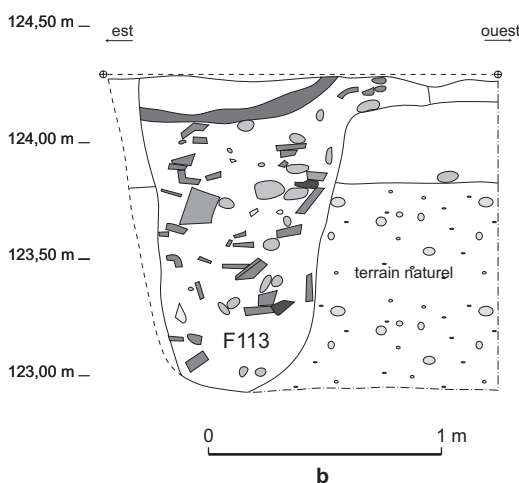 124,50 m
est
ouest
124,00 m
123,50 m
terrain naturel
F113
123,00 m
0
1 m
b